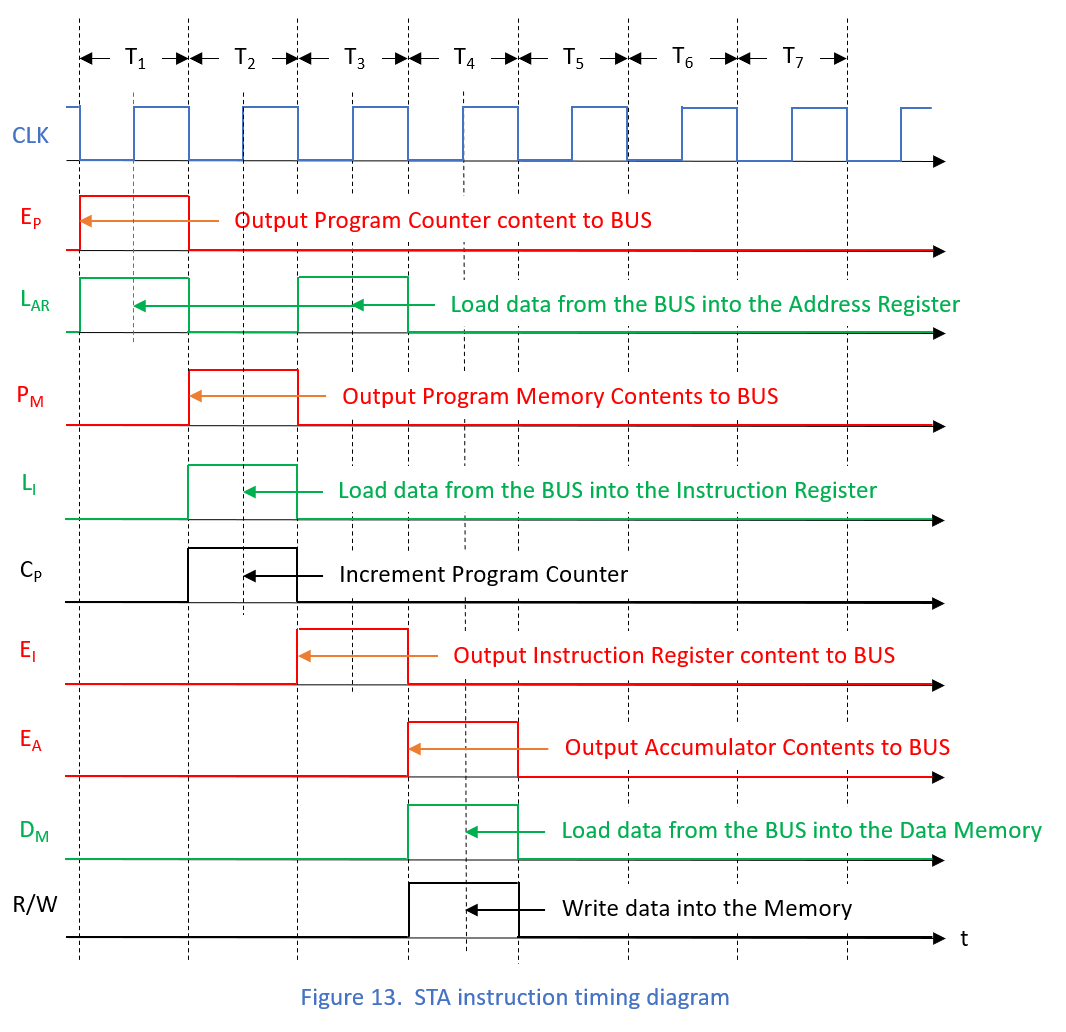 T1 T2 T3 T4 T5 T6 T7
CLK
EP Output Program Counter content to BUS
LAR Load data from the BUS into the Address Register
PM Output Program Memory Contents to BUS
LI Load data from the BUS into the Instruction Register
CP Increment Program Counter
EI Output Instruction Register content to BUS
EA Output Accumulator Contents to BUS
DM Load data from the BUS into the Data Memory
R/W Write data into the Memory
t
Figure 13. STA instruction timing diagram